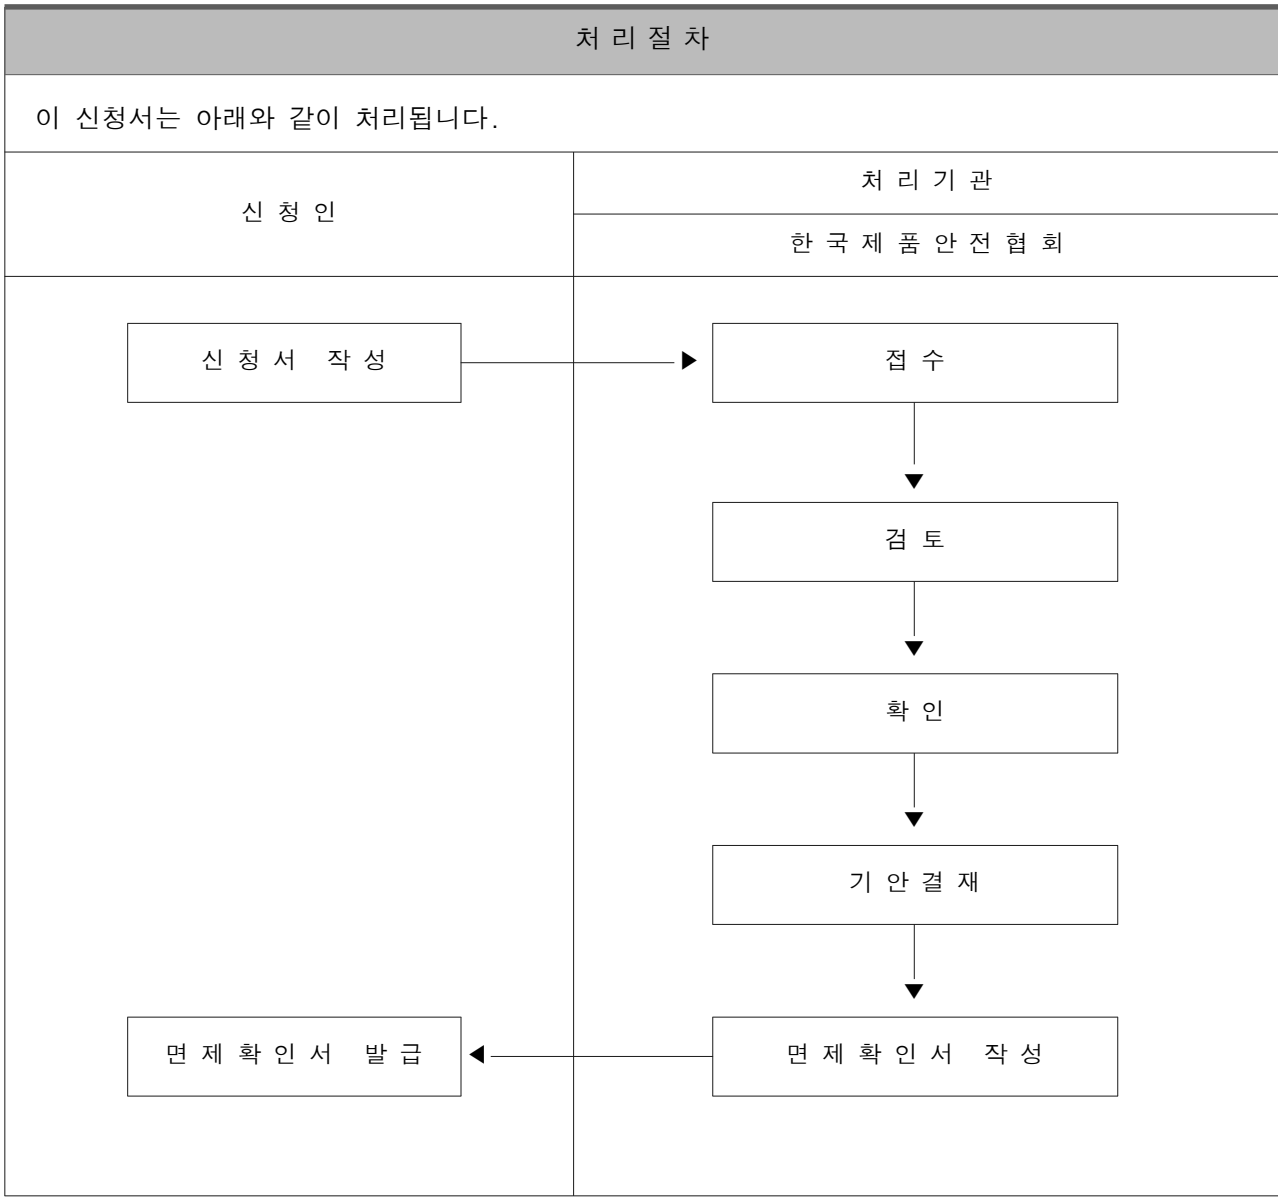 처리절차
이 신청서는 아래와 같이 처리됩니다.
신청인
처리기관
한국제품안전협회
신청서 작성
접수
검토
확인
기안결재
면제확인서 발급
면제확인서 작성